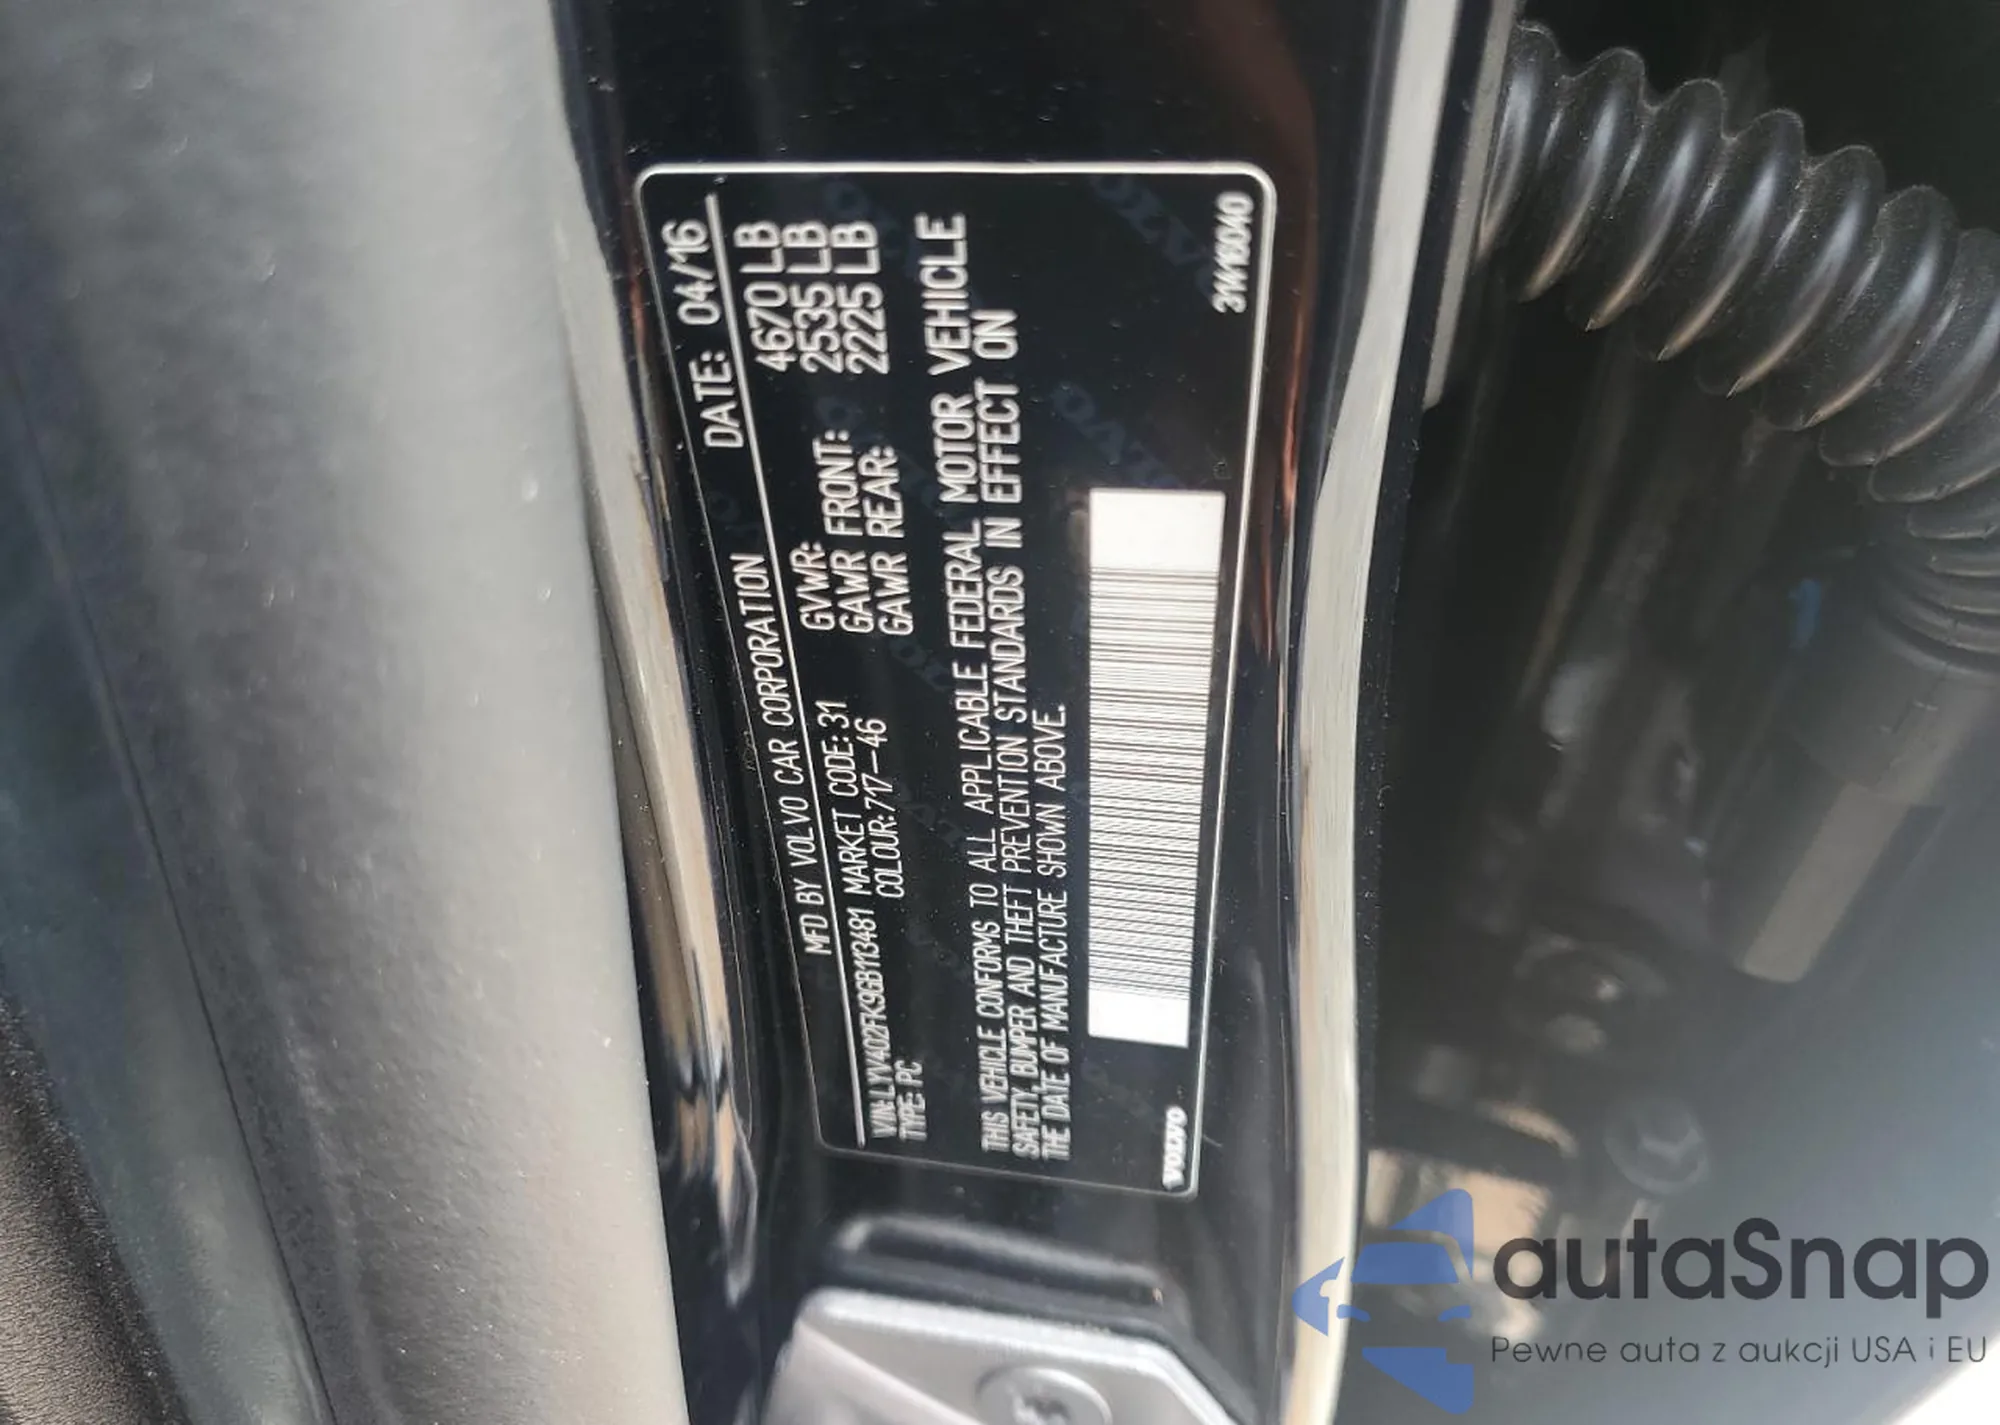 MFD BY VOLVO CAR CORPORATION DATE: 04/16
VIN: LYV402FK9GB113481 MARKET CODE: 31 GVWR: 4670 LB
TYPE: PC COLOUR: 717-46 GAWR FRONT: 2535 LB
GAWR REAR: 2225 LB
THIS VEHICLE CONFORMS TO ALL APPLICABLE FEDERAL MOTOR VEHICLE
SAFETY, BUMPER AND THEFT PREVENTION STANDARDS IN EFFECT ON
THE DATE OF MANUFACTURE SHOWN ABOVE.
VOLVO 31416040
autaSnap
Pewne auta z aukcji USA i EU